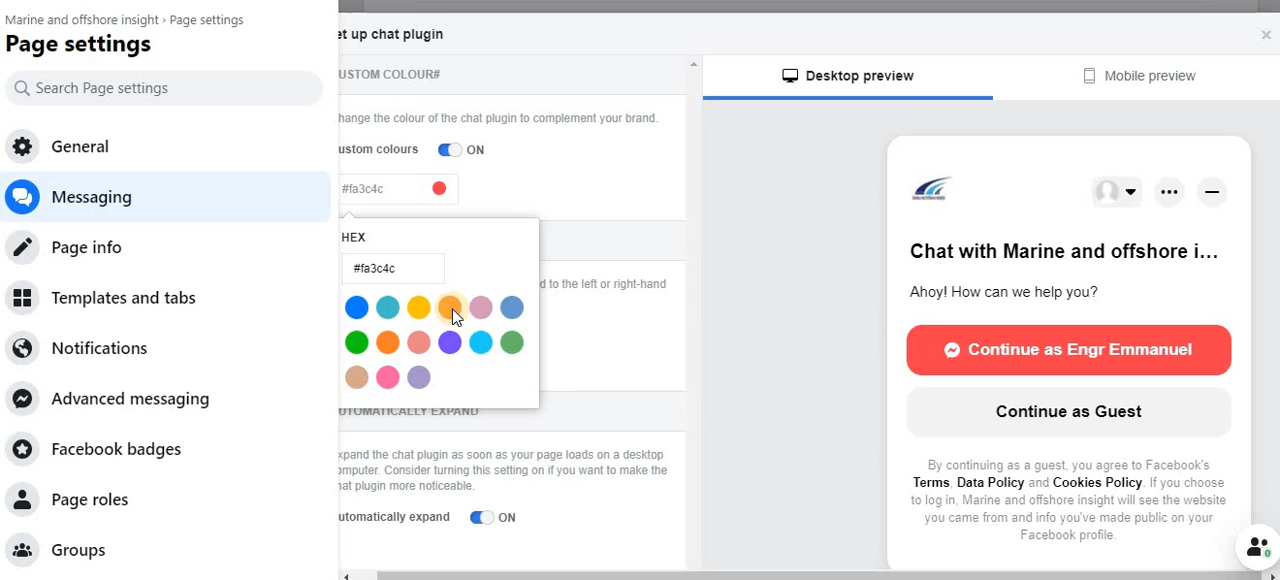 Marine and offshore insight › Page settings
Page settings
Search Page settings
General
Messaging
Page info
Templates and tabs
Notifications
Advanced messaging
Facebook badges
Page roles
Groups
et up chat plugin
USTOM COLOUR#
hange the colour of the chat plugin to complement your brand.
ustom colours ON
#fa3c4c
HEX
#fa3c4c
d to the left or right-hand
UTOMATICALLY EXPAND
xpand the chat plugin as soon as your page loads on a desktop
omputer. Consider turning this setting on if you want to make the
hat plugin more noticeable.
utomatically expand ON
Desktop preview
Mobile preview
Chat with Marine and offshore i...
Ahoy! How can we help you?
Continue as Engr Emmanuel
Continue as Guest
By continuing as a guest, you agree to Facebook's
Terms, Data Policy and Cookies Policy. If you choose
to log in, Marine and offshore insight will see the website
you came from and info you've made public on your
Facebook profile.
0